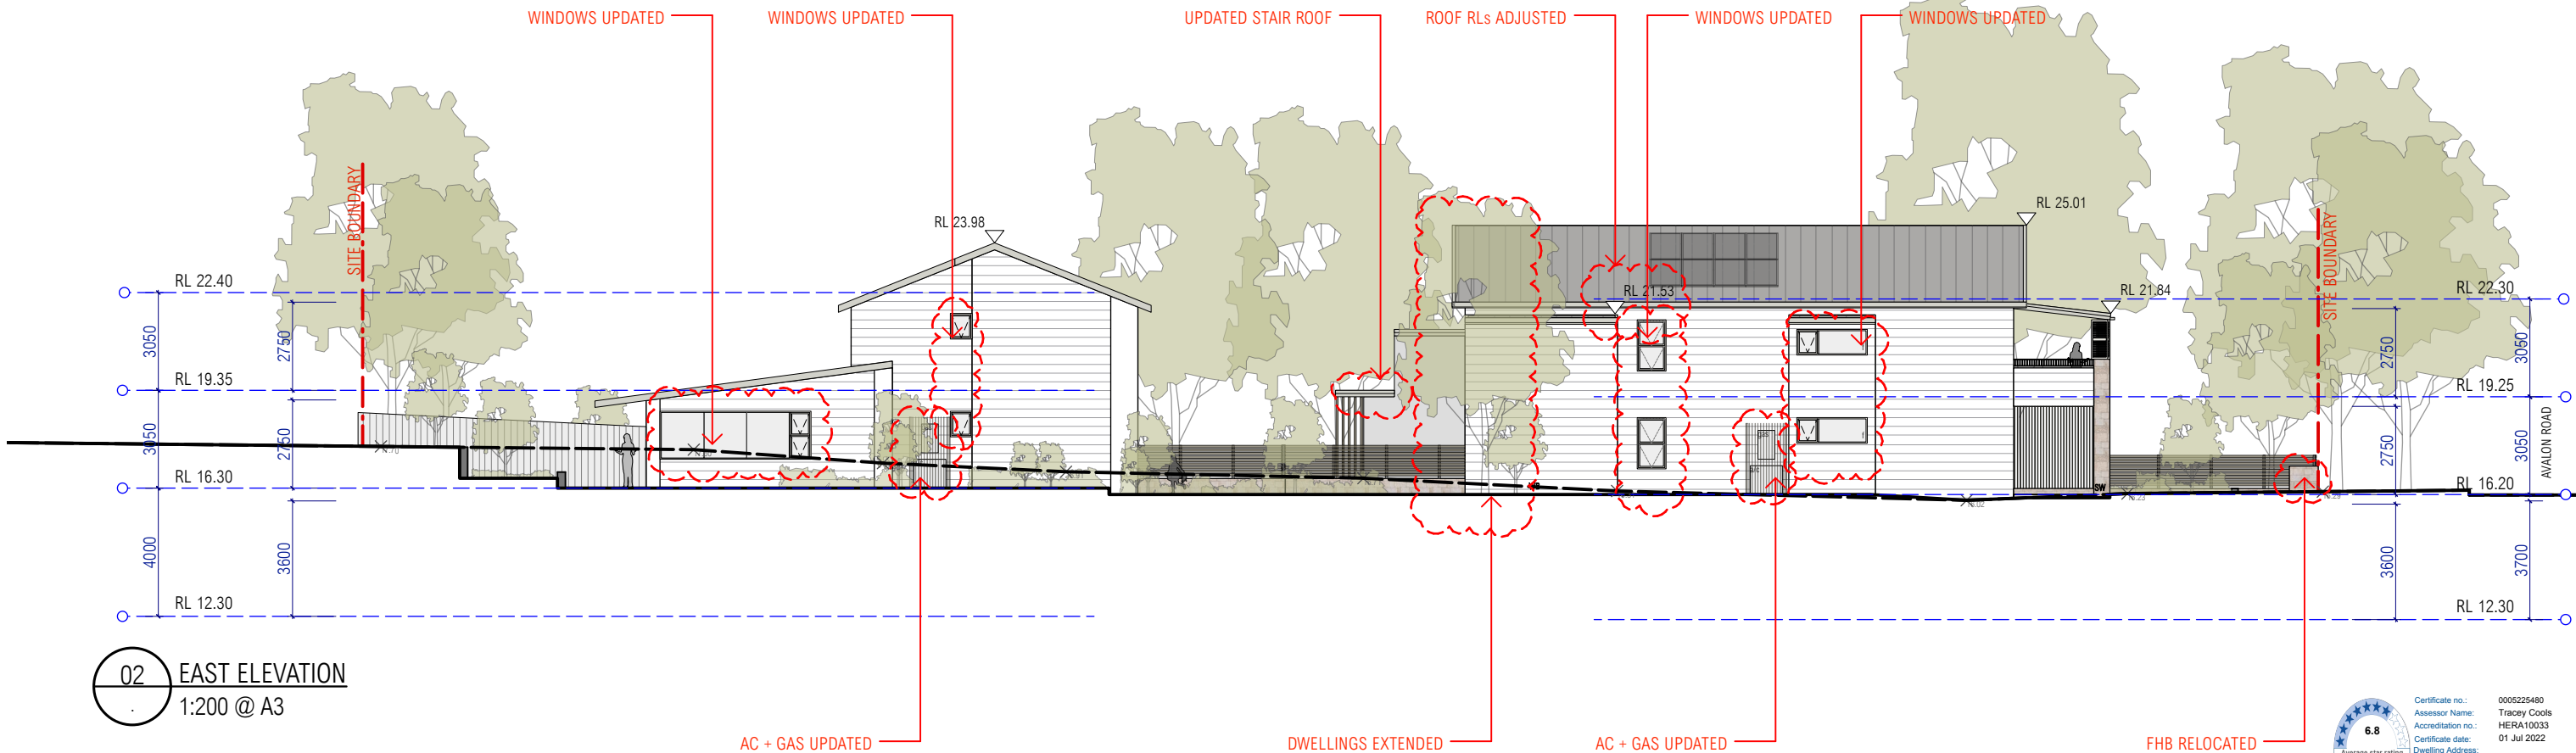 WINDOWS UPDATED
WINDOWS UPDATED
UPDATED STAIR ROOF
ROOF RLs ADJUSTED
WINDOWS UPDATED
WINDOWS UPDATED
SITE BOUNDARY
RL 23.98
RL 25.01
SITE BOUNDARY
RL 22.40
RL 21.53
RL 21.84
RL 22.30
3050
2750
2750
3050
RL 19.35
RL 19.25
3050
2750
gas
2750
3050
AVALON ROAD
RL 16.30
RL 16.20
SW
4000
3600
3600
3700
RL 12.30
RL 12.30
02
EAST ELEVATION
1:200 @ A3
AC + GAS UPDATED
DWELLINGS EXTENDED
AC + GAS UPDATED
FHB RELOCATED
6.8
Average star rating
Certificate no.: 0005225480
Assessor Name: Tracey Cools
Accreditation no.: HERA10033
Certificate date: 01 Jul 2022
Dwelling Address: